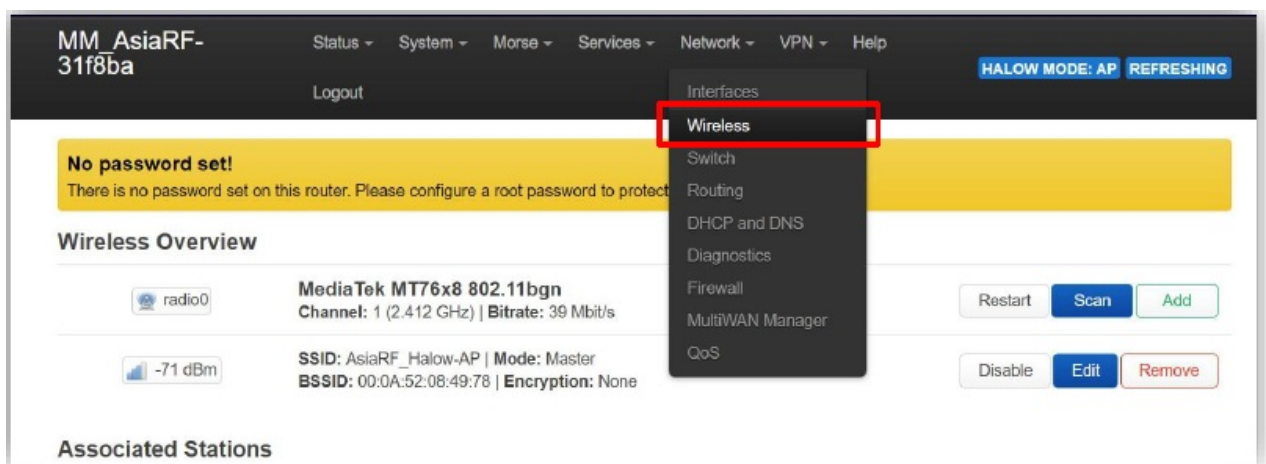 MM_AsiaRF-31f8ba
Status System Morse Services Network VPN Help
Logout
HALOW MODE: AP REFRESHING
Interfaces
Wireless
Switch
Routing
DHCP and DNS
Diagnostics
Firewall
MultiWAN Manager
QoS
No password set!
There is no password set on this router. Please configure a root password to protect
Wireless Overview
radio0
MediaTek MT76x8 802.11bgn
Channel: 1 (2.412 GHz) | Bitrate: 39 Mbit/s
Restart Scan Add
-71 dBm
SSID: AsiaRF_Halow-AP | Mode: Master
BSSID: 00:0A:52:08:49:78 | Encryption: None
Disable Edit Remove
Associated Stations